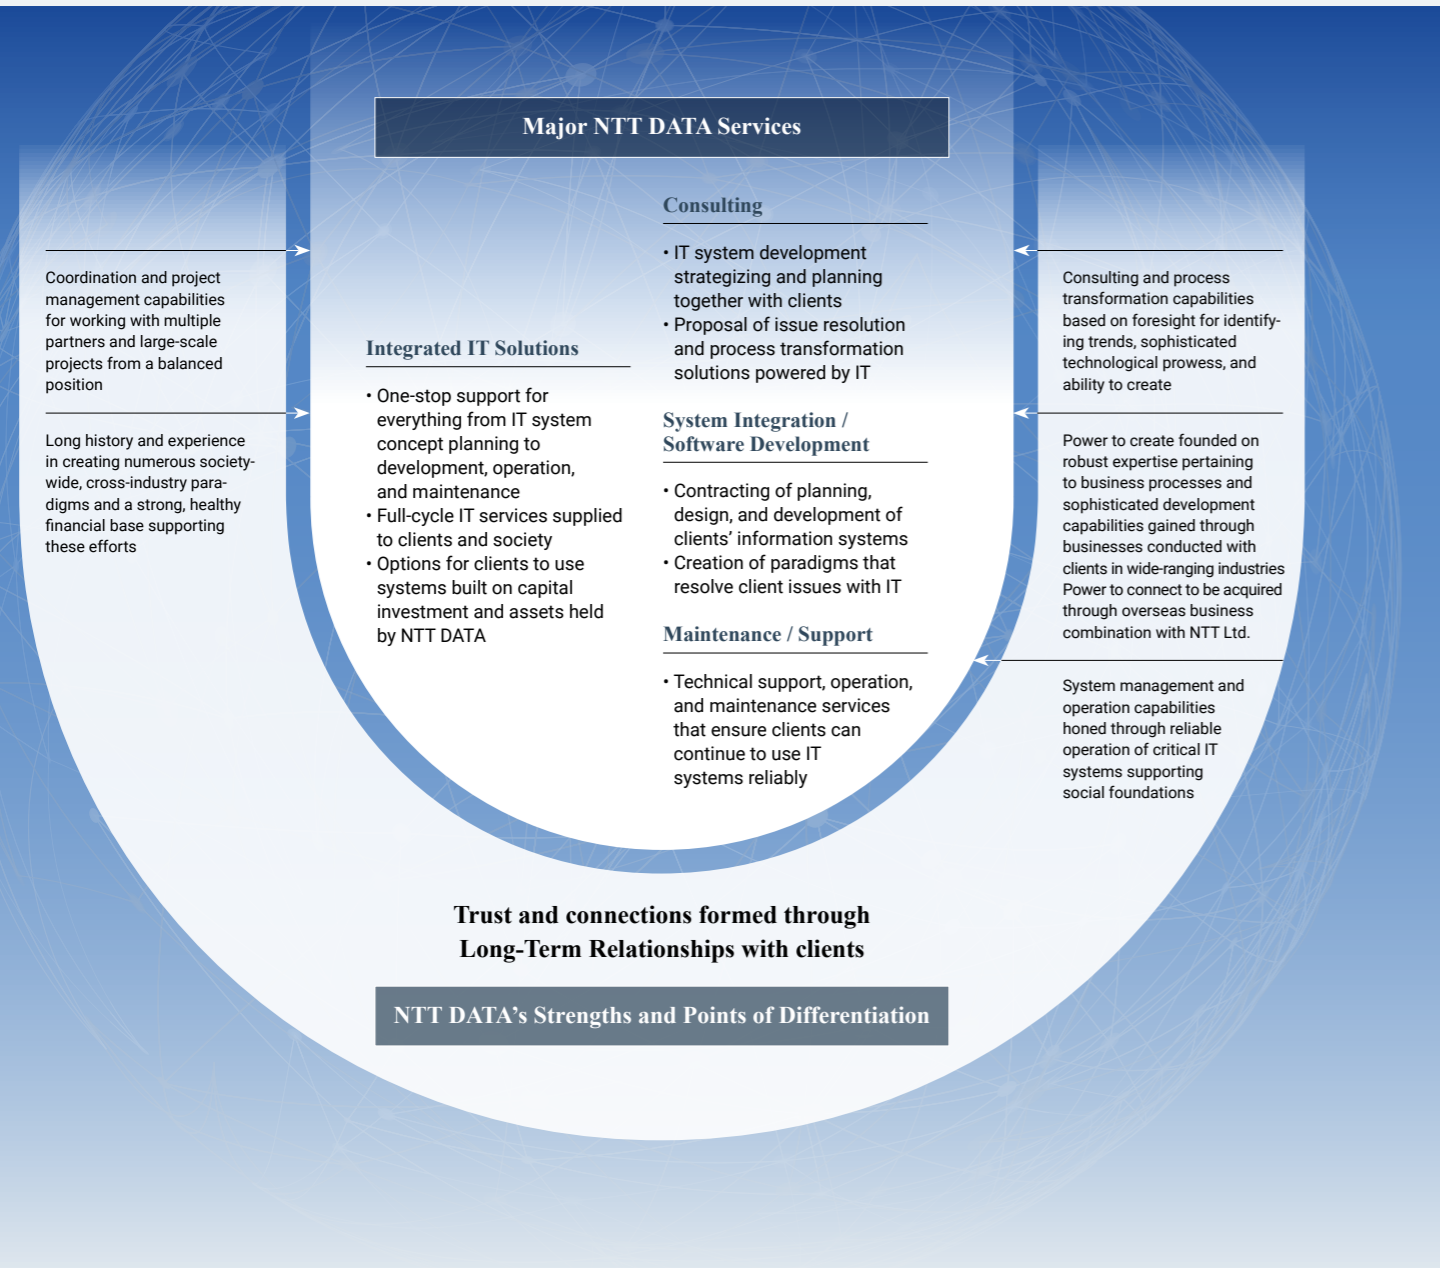 Major NTT DATA Services
Coordination and project
management capabilities
for working with multiple
partners and large-scale
projects from a balanced
position
Long history and experience
in creating numerous society-
wide, cross-industry para-
digms and a strong, healthy
financial base supporting
these efforts
Integrated IT Solutions
• One-stop support for
everything from IT system
concept planning to
development, operation,
and maintenance
• Full-cycle IT services supplied
to clients and society
• Options for clients to use
systems built on capital
investment and assets held
by NTT DATA
Consulting
• IT system development
strategizing and planning
together with clients
• Proposal of issue resolution
and process transformation
solutions powered by IT
System Integration /
Software Development
• Contracting of planning,
design, and development of
clients’ information systems
• Creation of paradigms that
resolve client issues with IT
Maintenance / Support
• Technical support, operation,
and maintenance services
that ensure clients can
continue to use IT
systems reliably
Consulting and process
transformation capabilities
based on foresight for identify-
ing trends, sophisticated
technological prowess, and
ability to create
Power to create founded on
robust expertise pertaining
to business processes and
sophisticated development
capabilities gained through
businesses conducted with
clients in wide-ranging industries
Power to connect to be acquired
through overseas business
combination with NTT Ltd.
System management and
operation capabilities
honed through reliable
operation of critical IT
systems supporting
social foundations
Trust and connections formed through
Long-Term Relationships with clients
NTT DATA’s Strengths and Points of Differentiation